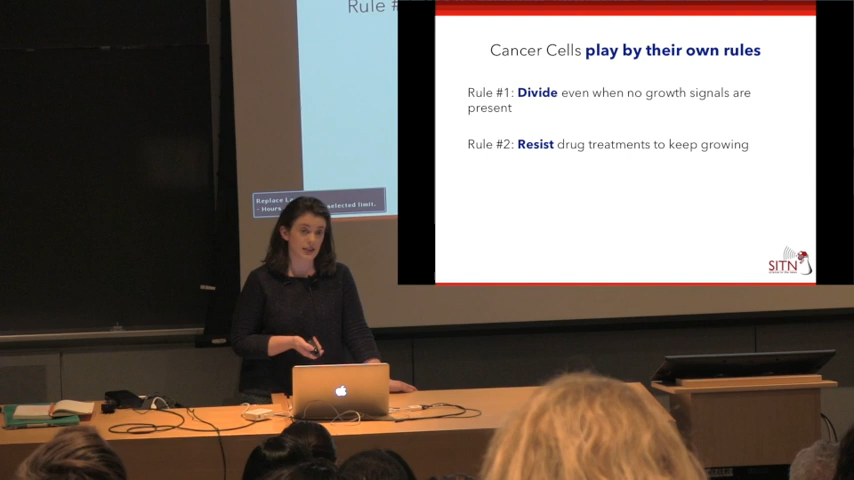 Rule #
Cancer Cells play by their own rules
Rule #1: Divide even when no growth signals are
present
Rule #2: Resist drug treatments to keep growing
Replace L
- Hours selected limit.
SITN